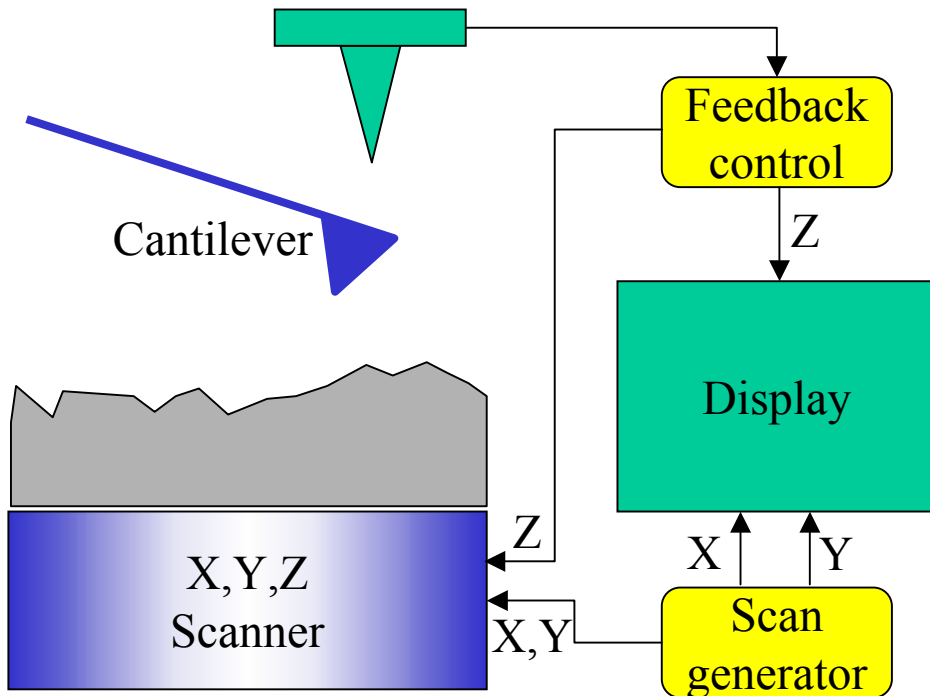 Feedback
control
Cantilever
Z
Display
Z
X,Y,Z
Scanner
X,Y
X
Y
Scan
generator